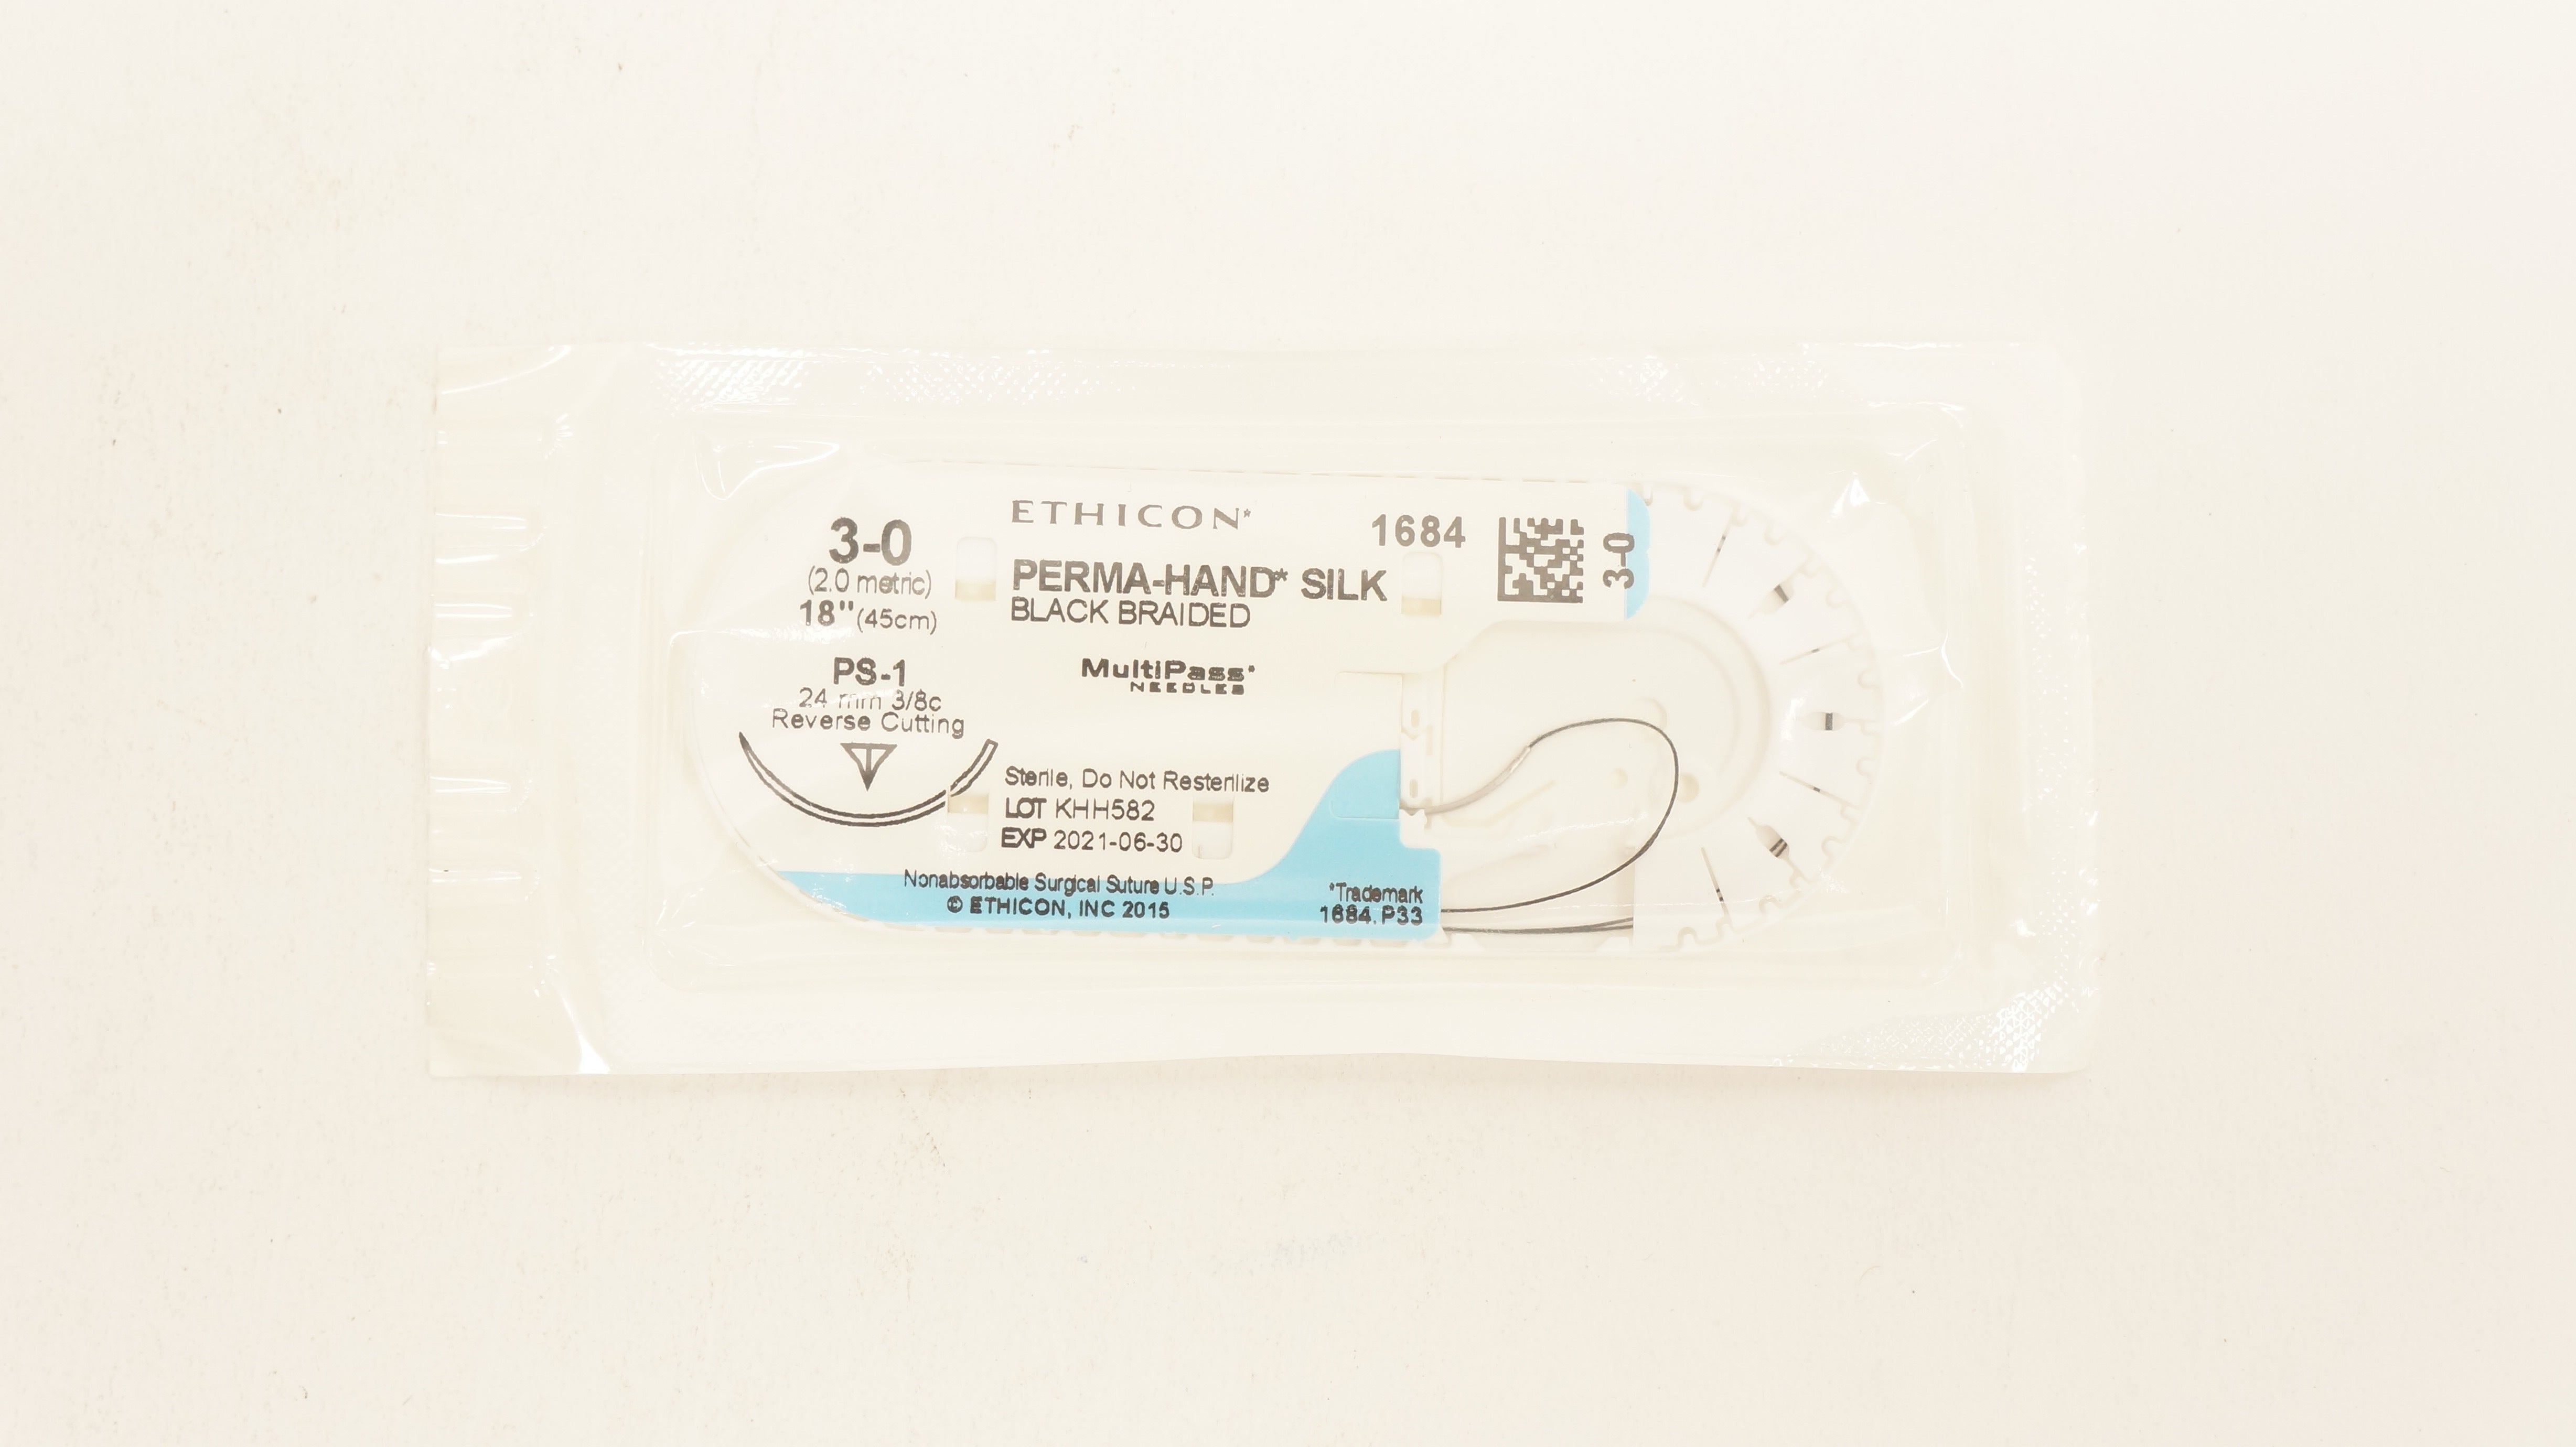 3-0
(2.0 metric)
18" (45cm)
PS-1
24 mm 3/8c
Reverse Cutting
ETHICON*
PERMA-HAND* SILK
BLACK BRAIDED
MultiPass*
NEEDLES
Sterile, Do Not Resterilize
LOT KHH582
EXP 2021-06-30
Nonabsorbable Surgical Suture U.S.P.
© ETHICON, INC 2015
1684
3-0
*Trademark
1684.P33